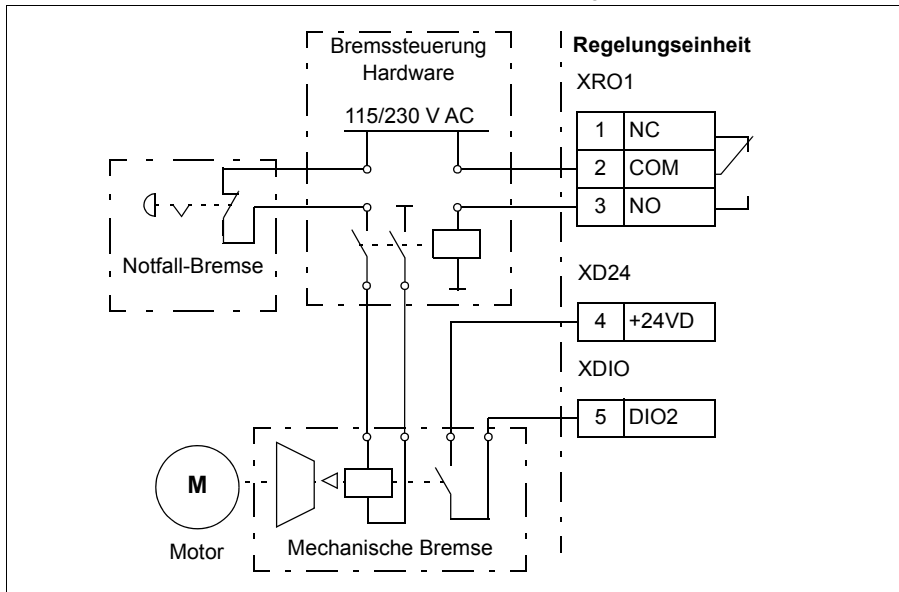 Bremssteuerung
Hardware
115/230 V AC
Regelungseinheit
XRO1
1 NC
2 COM
3 NO
Notfall-Bremse
XD24
4 +24VD
XDIO
5 DIO2
M
Motor
Mechanische Bremse